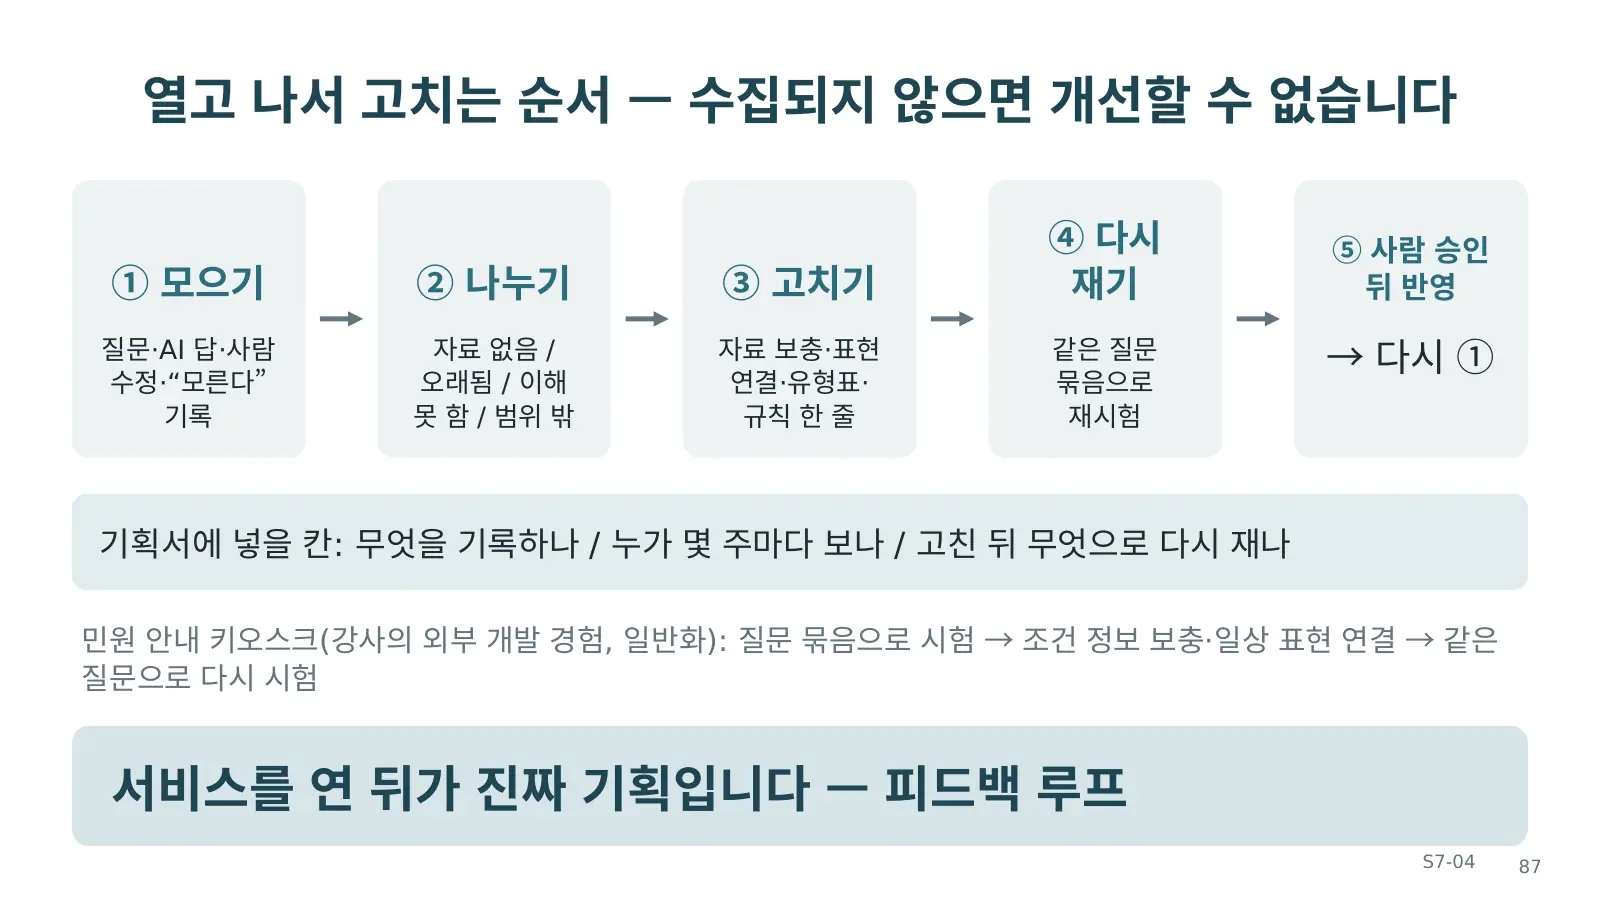 열고 나서 고치는 순서 — 수집되지 않으면 개선할 수 없습니다
① 모으기
질문·AI 답·사람
수정·“모른다”
기록
② 나누기
자료 없음 /
오래됨 / 이해
못 함 / 범위 밖
③ 고치기
자료 보충·표현
연결·유형표·
규칙 한 줄
④ 다시
재기
같은 질문
묶음으로
재시험
⑤ 사람 승인
뒤 반영
→ 다시 ①
기획서에 넣을 칸: 무엇을 기록하나 / 누가 몇 주마다 보나 / 고친 뒤 무엇으로 다시 재나
민원 안내 키오스크(강사의 외부 개발 경험, 일반화): 질문 묶음으로 시험 → 조건 정보 보충·일상 표현 연결 → 같은
질문으로 다시 시험
서비스를 연 뒤가 진짜 기획입니다 — 피드백 루프
S7-04
87